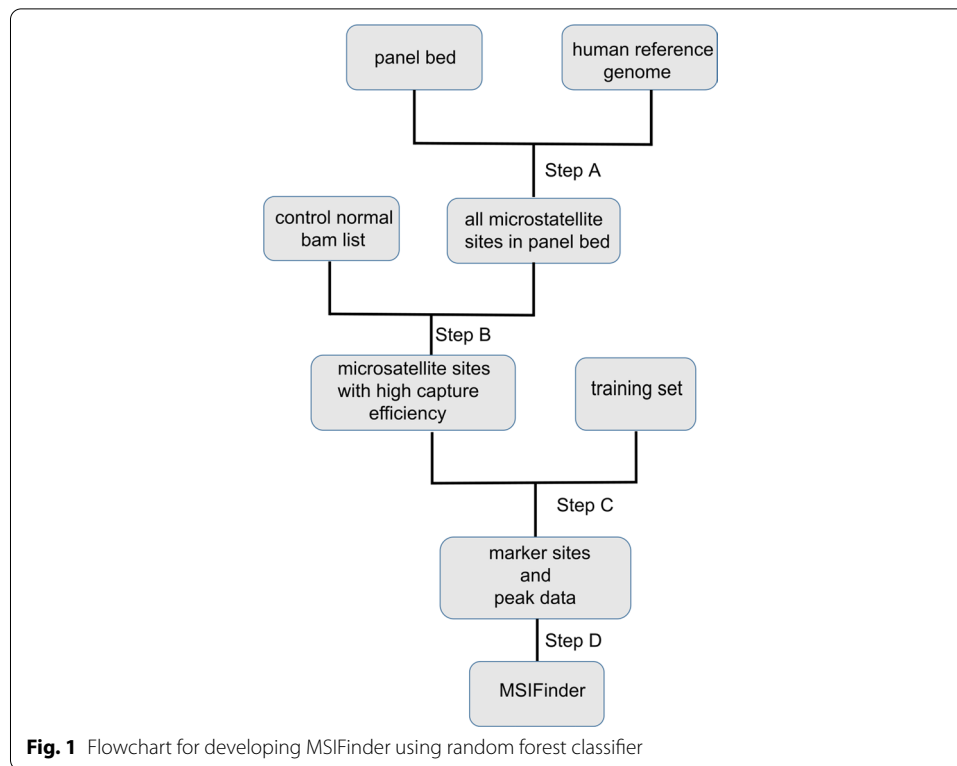 panel bed
human reference
genome
Step A
control normal
bam list
all microstatellite
sites in panel bed
Step B
microsatellite sites
with high capture
efficiency
training set
Step C
marker sites
and
peak data
Step D
MSIFinder
Fig. 1 Flowchart for developing MSIFinder using random forest classifier